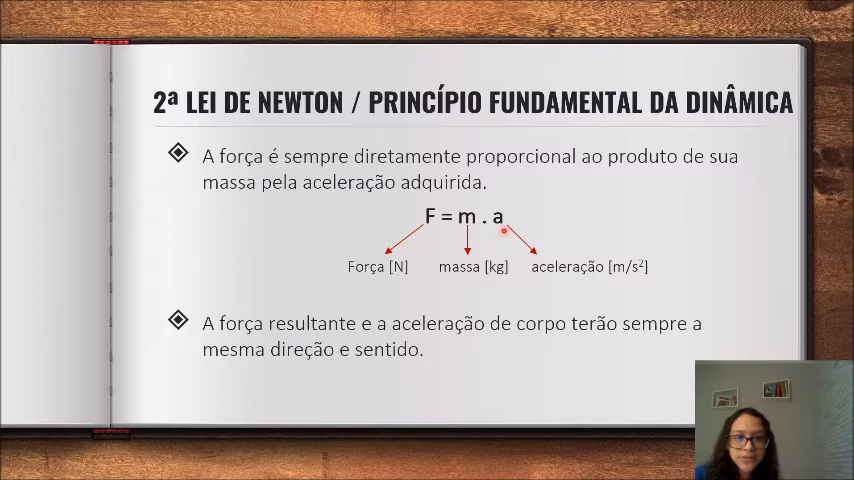 2ª LEI DE NEWTON / PRINCÍPIO FUNDAMENTAL DA DINÂMICA
A força é sempre diretamente proporcional ao produto de sua
massa pela aceleração adquirida.
F = m . a
Força [N] massa [kg] aceleração [m/s²]
A força resultante e a aceleração de corpo terão sempre a
mesma direção e sentido.